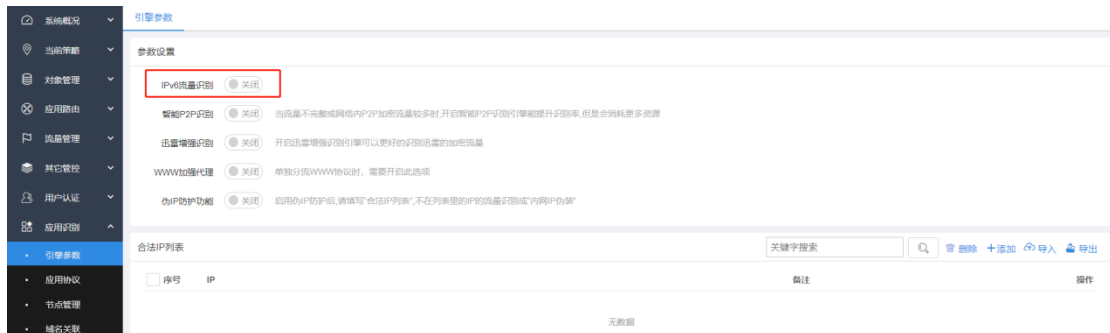 系统概况
当前策略
对象管理
应用路由
流量管理
其它管控
用户认证
应用识别
引擎参数
应用协议
节点管理
域名关联
引擎参数
参数设置
IPv6流量识别 关闭
智能P2P识别 关闭 当流量不完整或网络内P2P加密流量较多时,开启智能P2P识别引擎能提升识别率,但是会消耗更多资源
迅雷增强识别 关闭 开启迅雷增强识别引擎可以更好的识别迅雷的加密流量
WWW加强代理 关闭 单独分流WWW协议时，需要开启此选项
伪IP防护功能 关闭 启用伪IP防护后,请填写"合法IP列表",不在列表里的IP的流量识别成"内网IP伪装"
合法IP列表 关键字搜索 删除 +添加 导入 导出
序号 IP 备注 操作
无数据